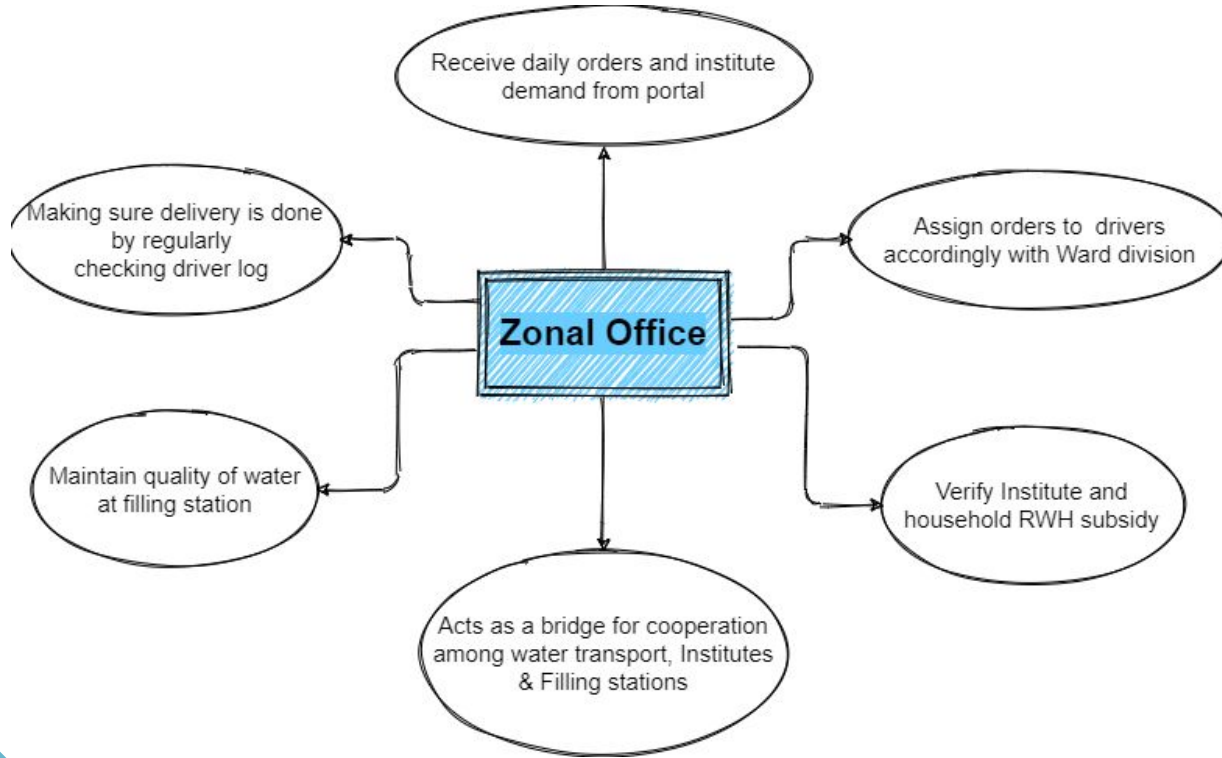 Receive daily orders and institute
demand from portal
Making sure delivery is done
by regularly
checking driver log
Assign orders to drivers
accordingly with Ward division
Zonal Office
Maintain quality of water
at filling station
Verify Institute and
household RWH subsidy
Acts as a bridge for cooperation
among water transport, Institutes
& Filling stations